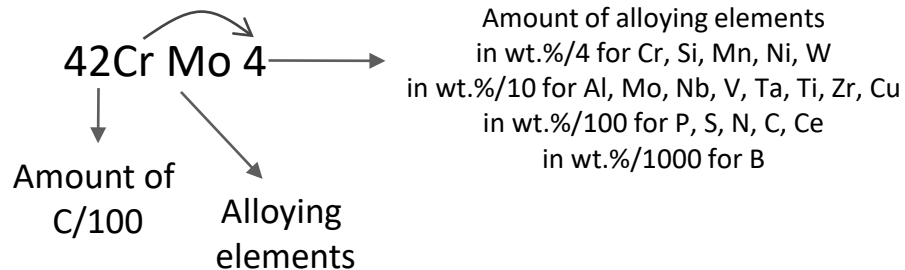 42Cr Mo 4
Amount of alloying elements
in wt.%/4 for Cr, Si, Mn, Ni, W
in wt.%/10 for Al, Mo, Nb, V, Ta, Ti, Zr, Cu
in wt.%/100 for P, S, N, C, Ce
in wt.%/1000 for B
Amount of
C/100
Alloying
elements